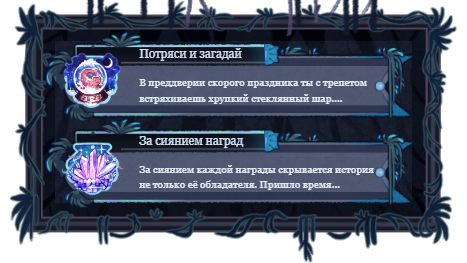 Потряси и загадай
В преддверии скорого праздника ты с трепетом
встряхиваешь хрупкий стеклянный шар....
За сиянием наград
За сиянием каждой награды скрывается история
не только её обладателя. Пришло время...